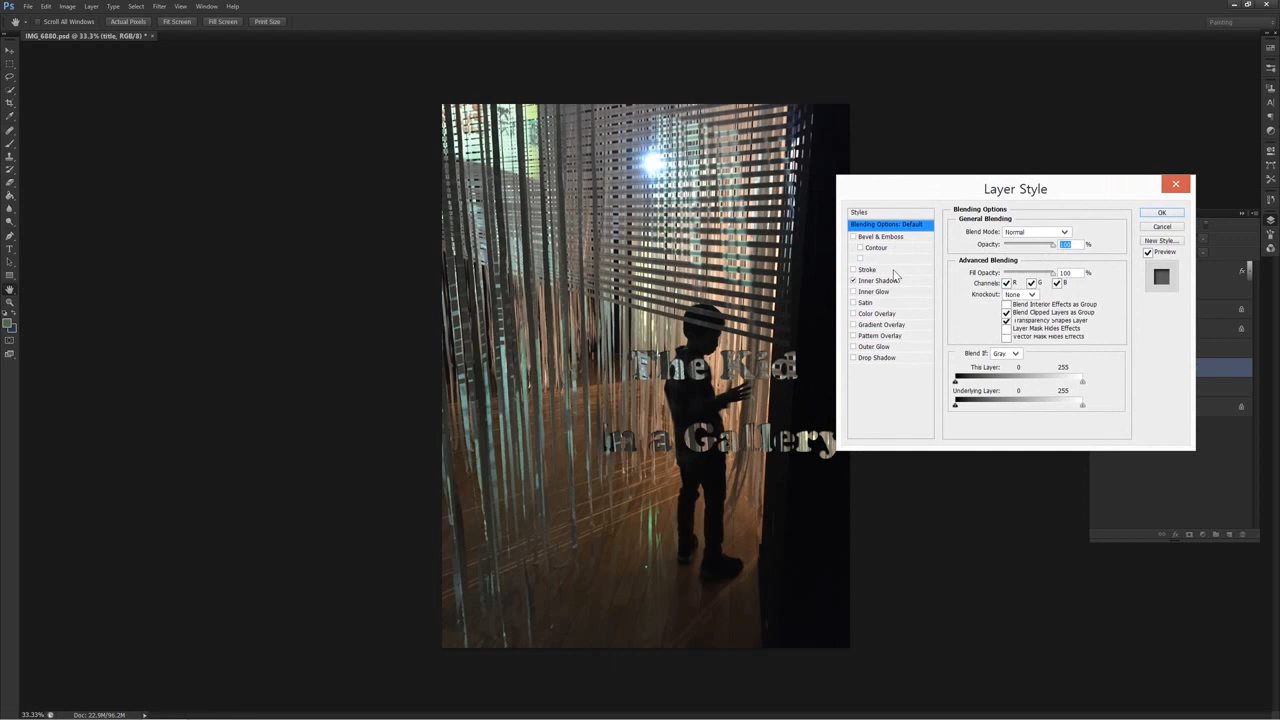 Ps File Edit Image Layer Type Select Filter View Window Help
Scroll All Windows Actual Pixels Fit Screen Fill Screen Print Size Painting
IMG_6880.psd @ 33.3% (title, RGB/8) * ×
The Kid
in a Gallery
Layer Style
Styles
Blending Options: Default
Bevel & Emboss
Contour
Stroke
Inner Shadow
Inner Glow
Satin
Color Overlay
Gradient Overlay
Pattern Overlay
Outer Glow
Drop Shadow
Blending Options
General Blending
Blend Mode: Normal
Opacity: 100 %
Advanced Blending
Fill Opacity: 100 %
Channels: R G B
Knockout: None
Blend Interior Effects as Group
Blend Clipped Layers as Group
Transparency Shapes Layer
Layer Mask Hides Effects
Vector Mask Hides Effects
Blend If: Gray
This Layer: 0 255
Underlying Layer: 0 255
OK
Cancel
New Style...
Preview
fx
33.33% Doc: 22.9M/96.2M